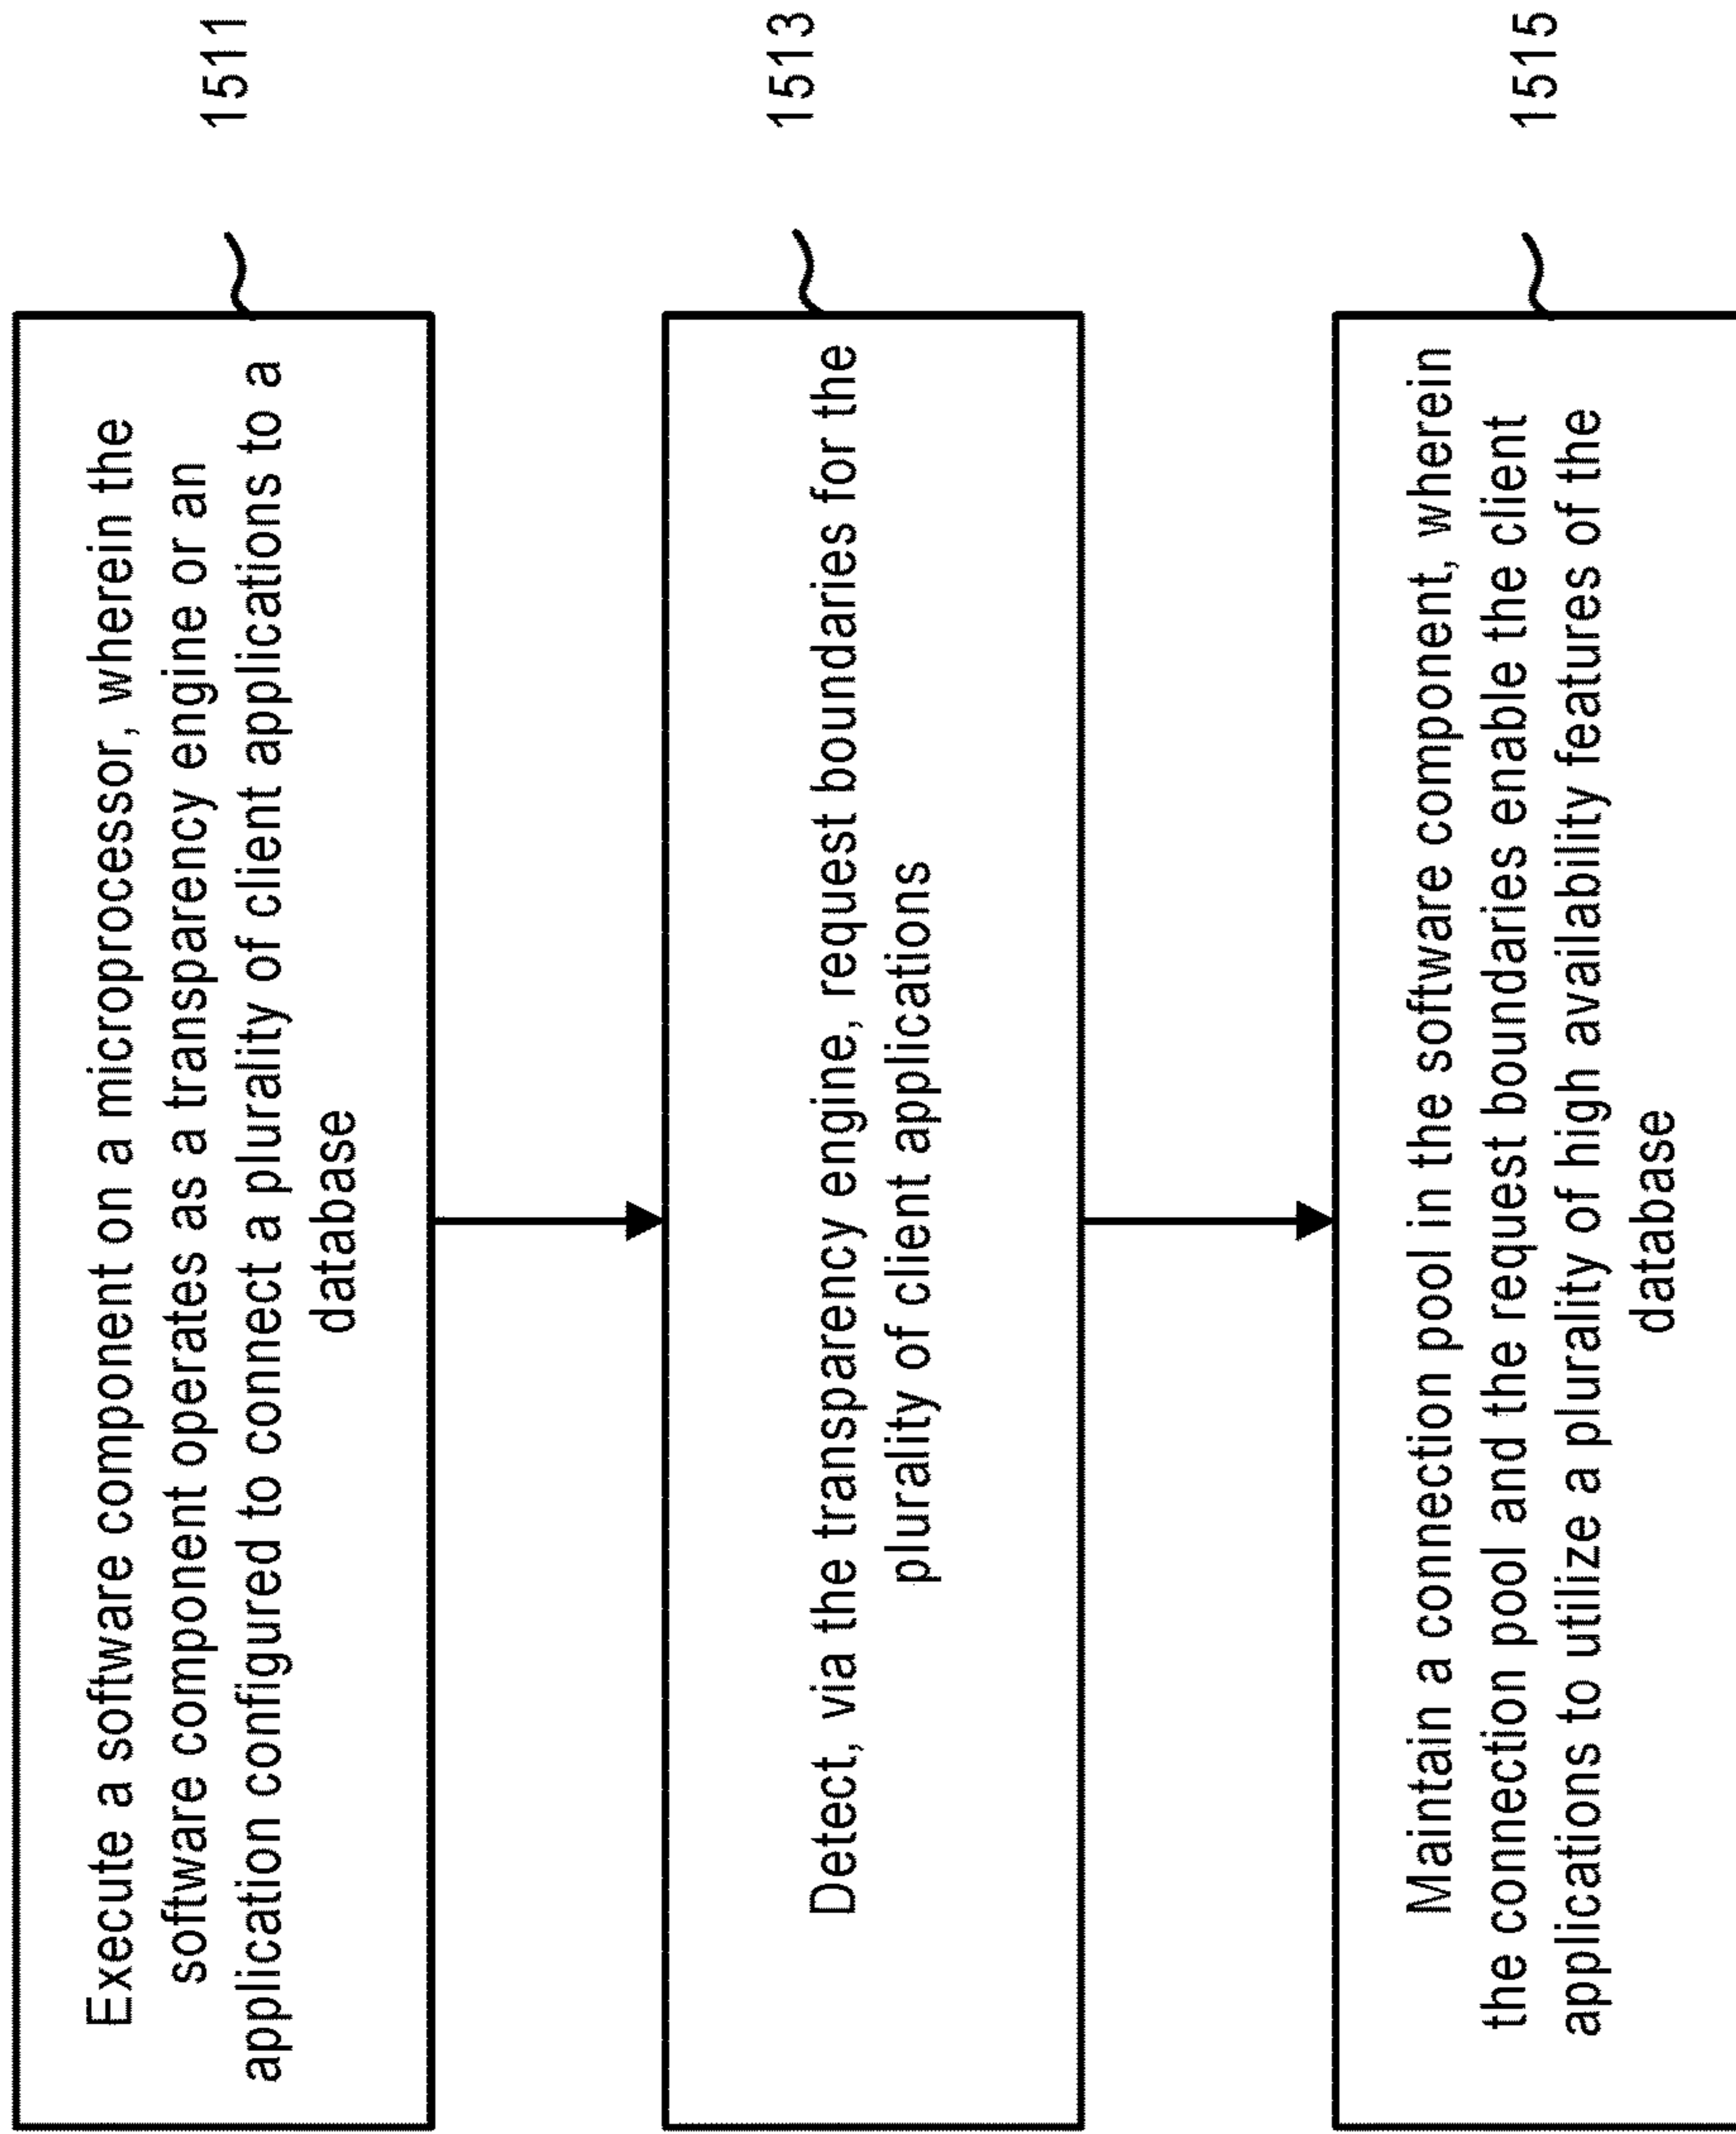 Execute a software component on a microprocessor, wherein the
software component operates as a transparency engine or an
application configured to connect a plurality of client applications to a
database
1511
Detect, via the transparency engine, request boundaries for the
plurality of client applications
1513
Maintain a connection pool in the software component, wherein
the connection pool and the request boundaries enable the client
applications to utilize a plurality of high availability features of the
database
1515